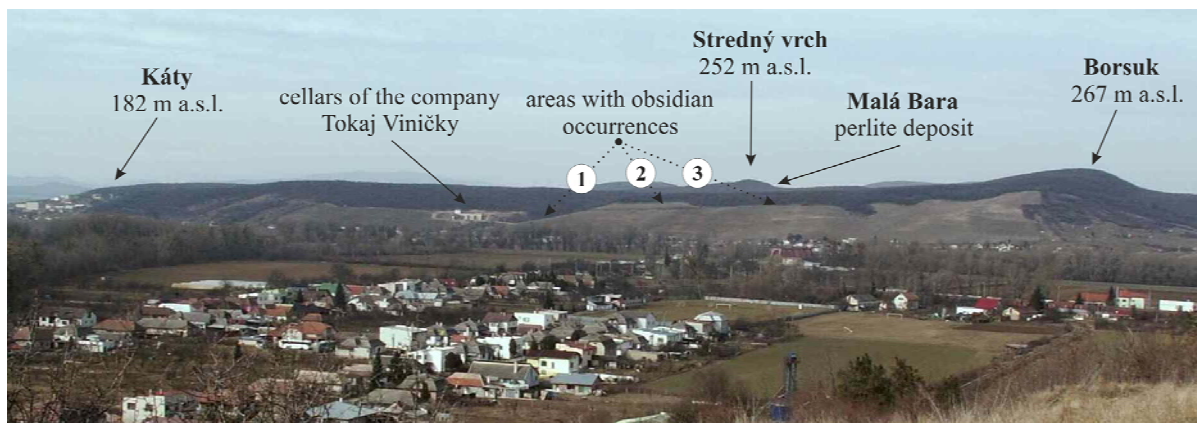 Káty
182 m a.s.l.
cellars of the company
Tokaj Viničky
areas with obsidian
occurrences
Stredný vrch
252 m a.s.l.
Malá Bara
perlite deposit
Borsuk
267 m a.s.l.
1
2
3